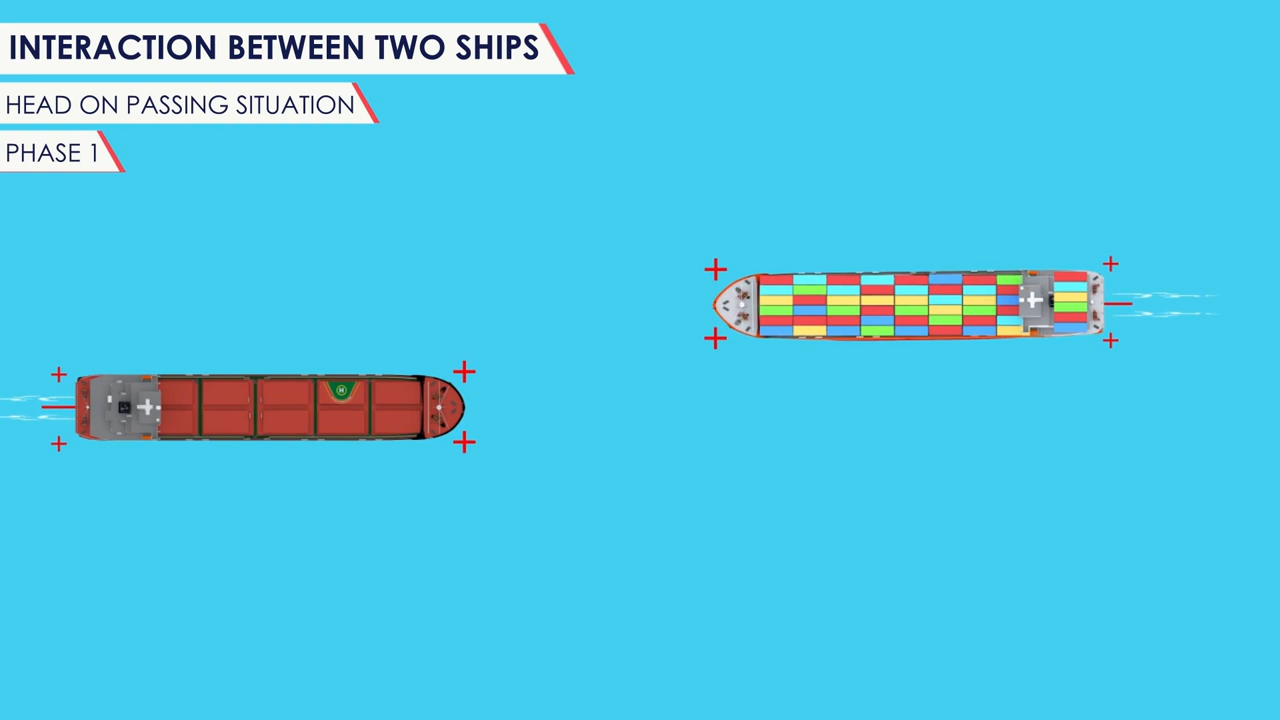 INTERACTION BETWEEN TWO SHIPS
HEAD ON PASSING SITUATION
PHASE 1
H